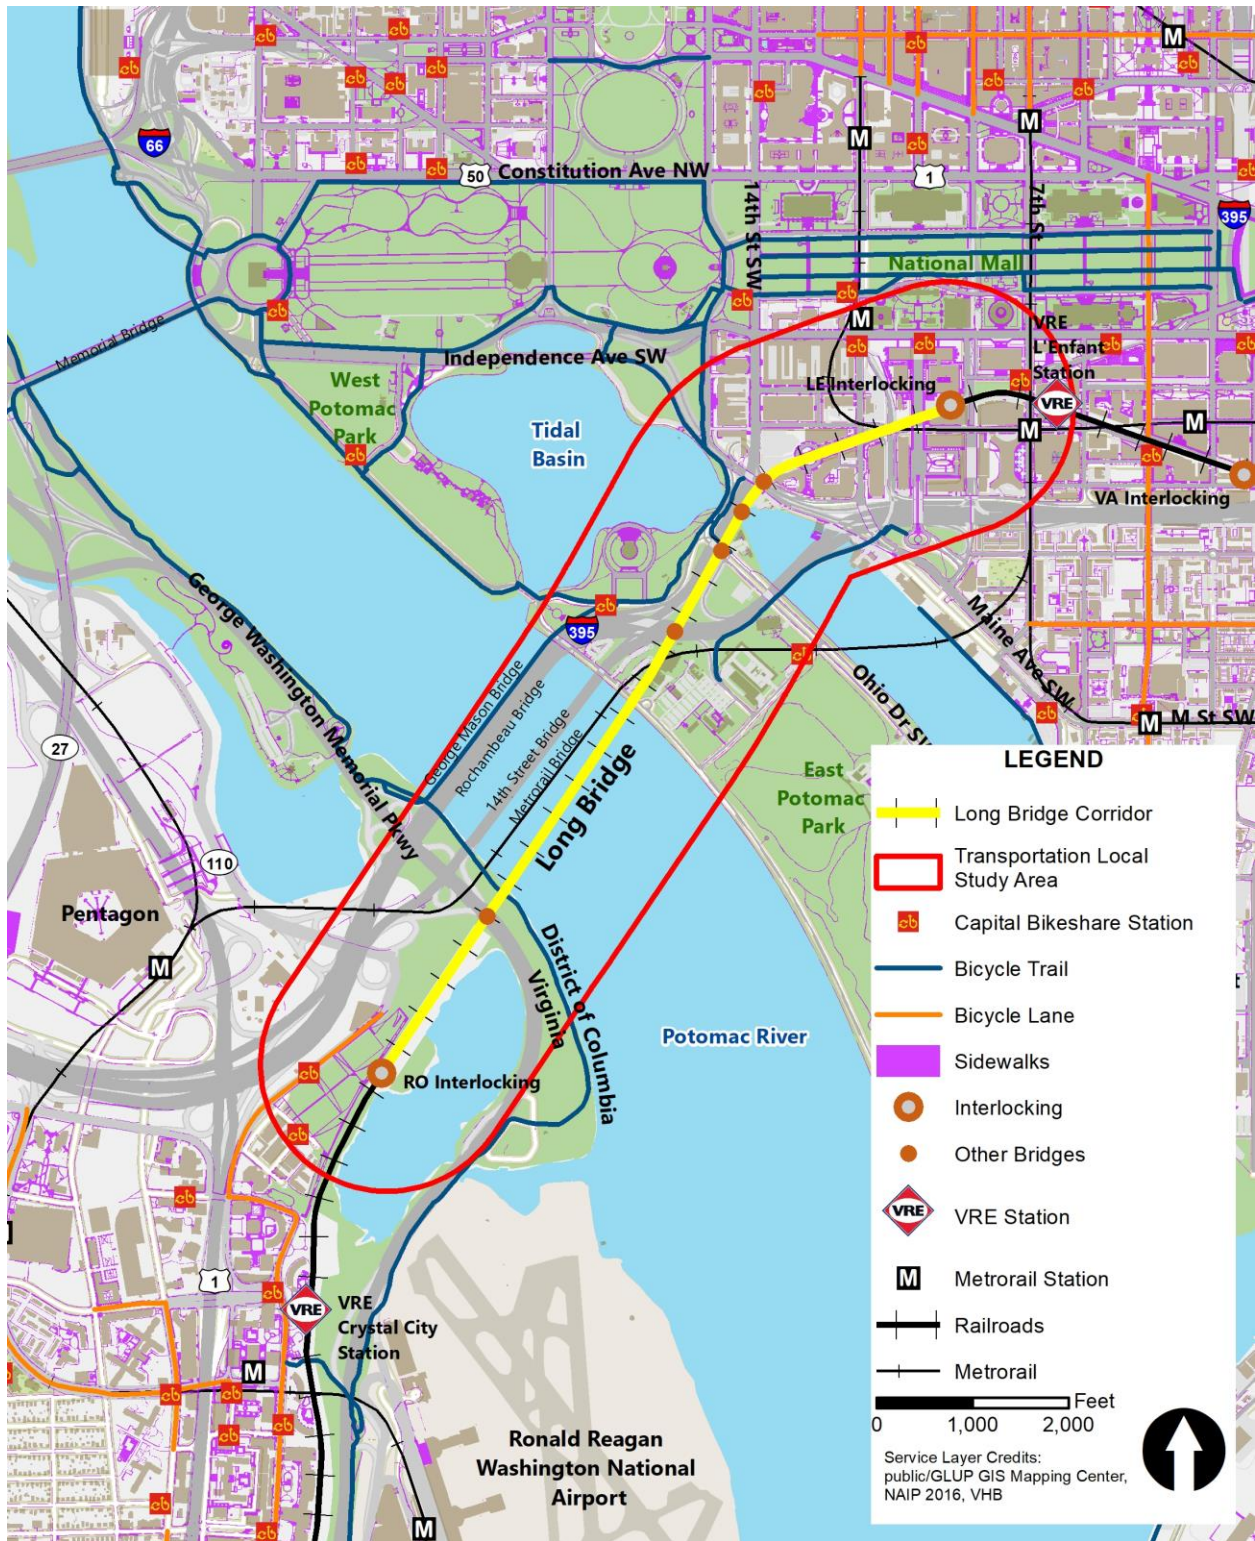 66
50
Constitution Ave NW
1
14th St SW
7th St
395
National Mall
Memorial Bridge
VRE
L'Enfant
Station
Independence Ave SW
LE Interlocking
West
Potomac
Park
VRE
Tidal
Basin
VA Interlocking
George Washington Memorial Pkwy
395
Maine Ave SW
Ohio Dr SW
M St SW
27
George Mason Bridge
Rochambeau Bridge
14th Street Bridge
Metrorail Bridge
Long Bridge
East
Potomac
Park
110
Pentagon
District of Columbia
Virginia
Potomac River
RO Interlocking
1
VRE
VRE
Crystal City
Station
Ronald Reagan
Washington National
Airport
LEGEND
Long Bridge Corridor
Transportation Local
Study Area
cb Capital Bikeshare Station
Bicycle Trail
Bicycle Lane
Sidewalks
Interlocking
Other Bridges
VRE VRE Station
M Metrorail Station
Railroads
Metrorail
Feet
0 1,000 2,000
Service Layer Credits:
public/GLUP GIS Mapping Center,
NAIP 2016, VHB